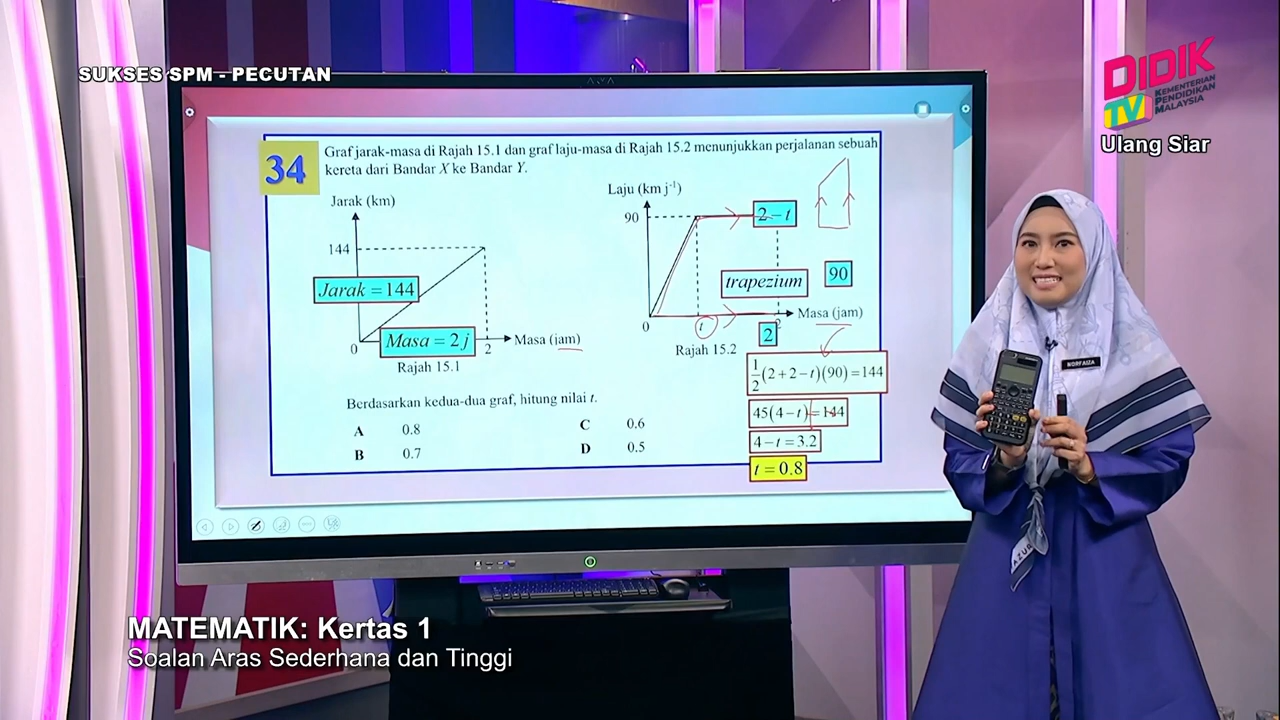 SUKSES SPM - PECUTAN
DIDIK
TV
KEMENTERIAN
PENDIDIKAN
MALAYSIA
Ulang Siar
34
Graf jarak-masa di Rajah 15.1 dan graf laju-masa di Rajah 15.2 menunjukkan perjalanan sebuah
kereta dari Bandar X ke Bandar Y.
Jarak (km)
144
Jarak = 144
Masa = 2 j
0
2
Masa (jam)
Rajah 15.1
Laju (km j⁻¹)
90
2 – t
trapezium
90
0
t
2
Masa (jam)
2
Rajah 15.2
1/2(2+2–t)(90)=144
45(4–t)=144
4–t=3.2
t=0.8
Berdasarkan kedua-dua graf, hitung nilai t.
A 0.8
B 0.7
C 0.6
D 0.5
NORFAIZA
MATEMATIK: Kertas 1
Soalan Aras Sederhana dan Tinggi